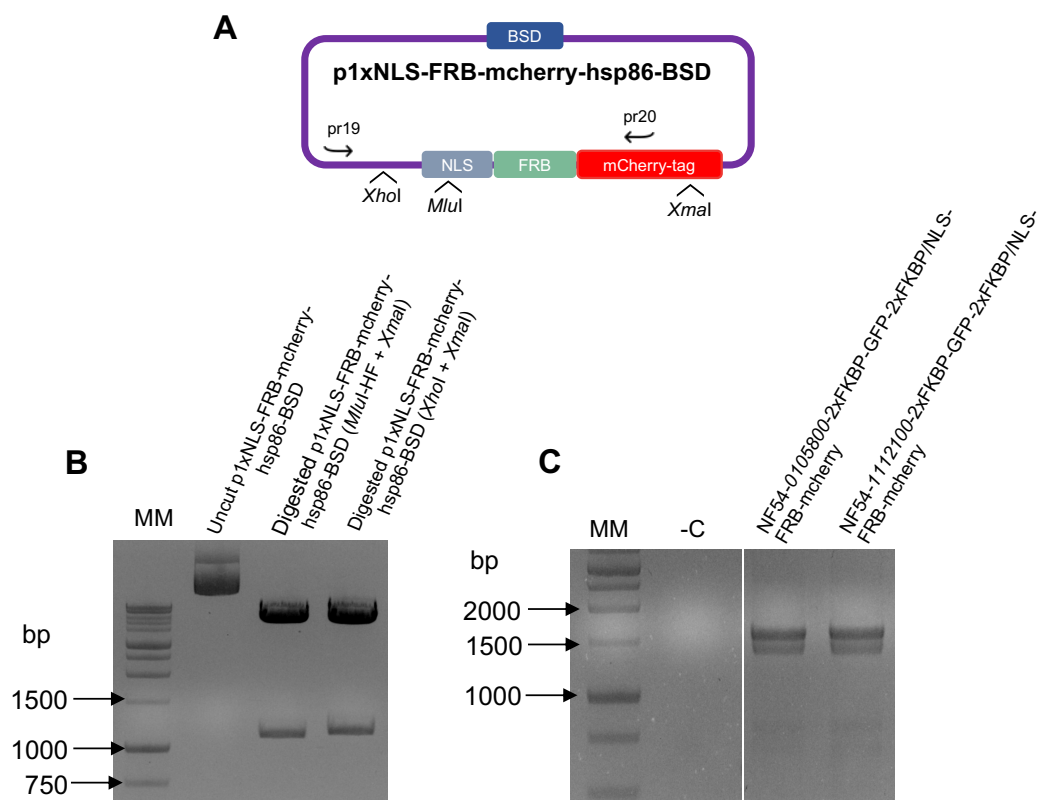 A
BSD
p1xNLS-FRB-mcherry-hsp86-BSD
pr19
pr20
NLS
FRB
mCherry-tag
XhoI
MluI
XmaI
B
MM
Uncut p1xNLS-FRB-mcherry-
hsp86-BSD
Digested p1xNLS-FRB-mcherry-
hsp86-BSD (MluI-HF + XmaI)
Digested p1xNLS-FRB-mcherry-
hsp86-BSD (XhoI + XmaI)
bp
1500
1000
750
C
MM
-C
NF54-0105800-2xFKBP-GFP-2xFKBP/NLS-
FRB-mcherry
NF54-1112100-2xFKBP-GFP-2xFKBP/NLS-
FRB-mcherry
bp
2000
1500
1000